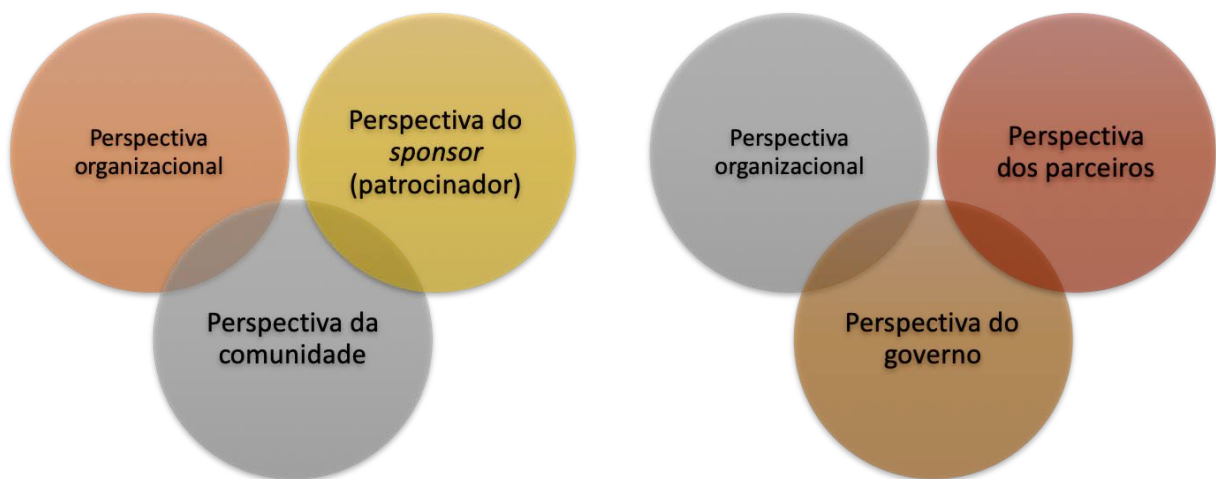 Perspectiva
organizacional
Perspectiva do
sponsor
(patrocinador)
Perspectiva da
comunidade
Perspectiva
organizacional
Perspectiva
dos parceiros
Perspectiva do
governo